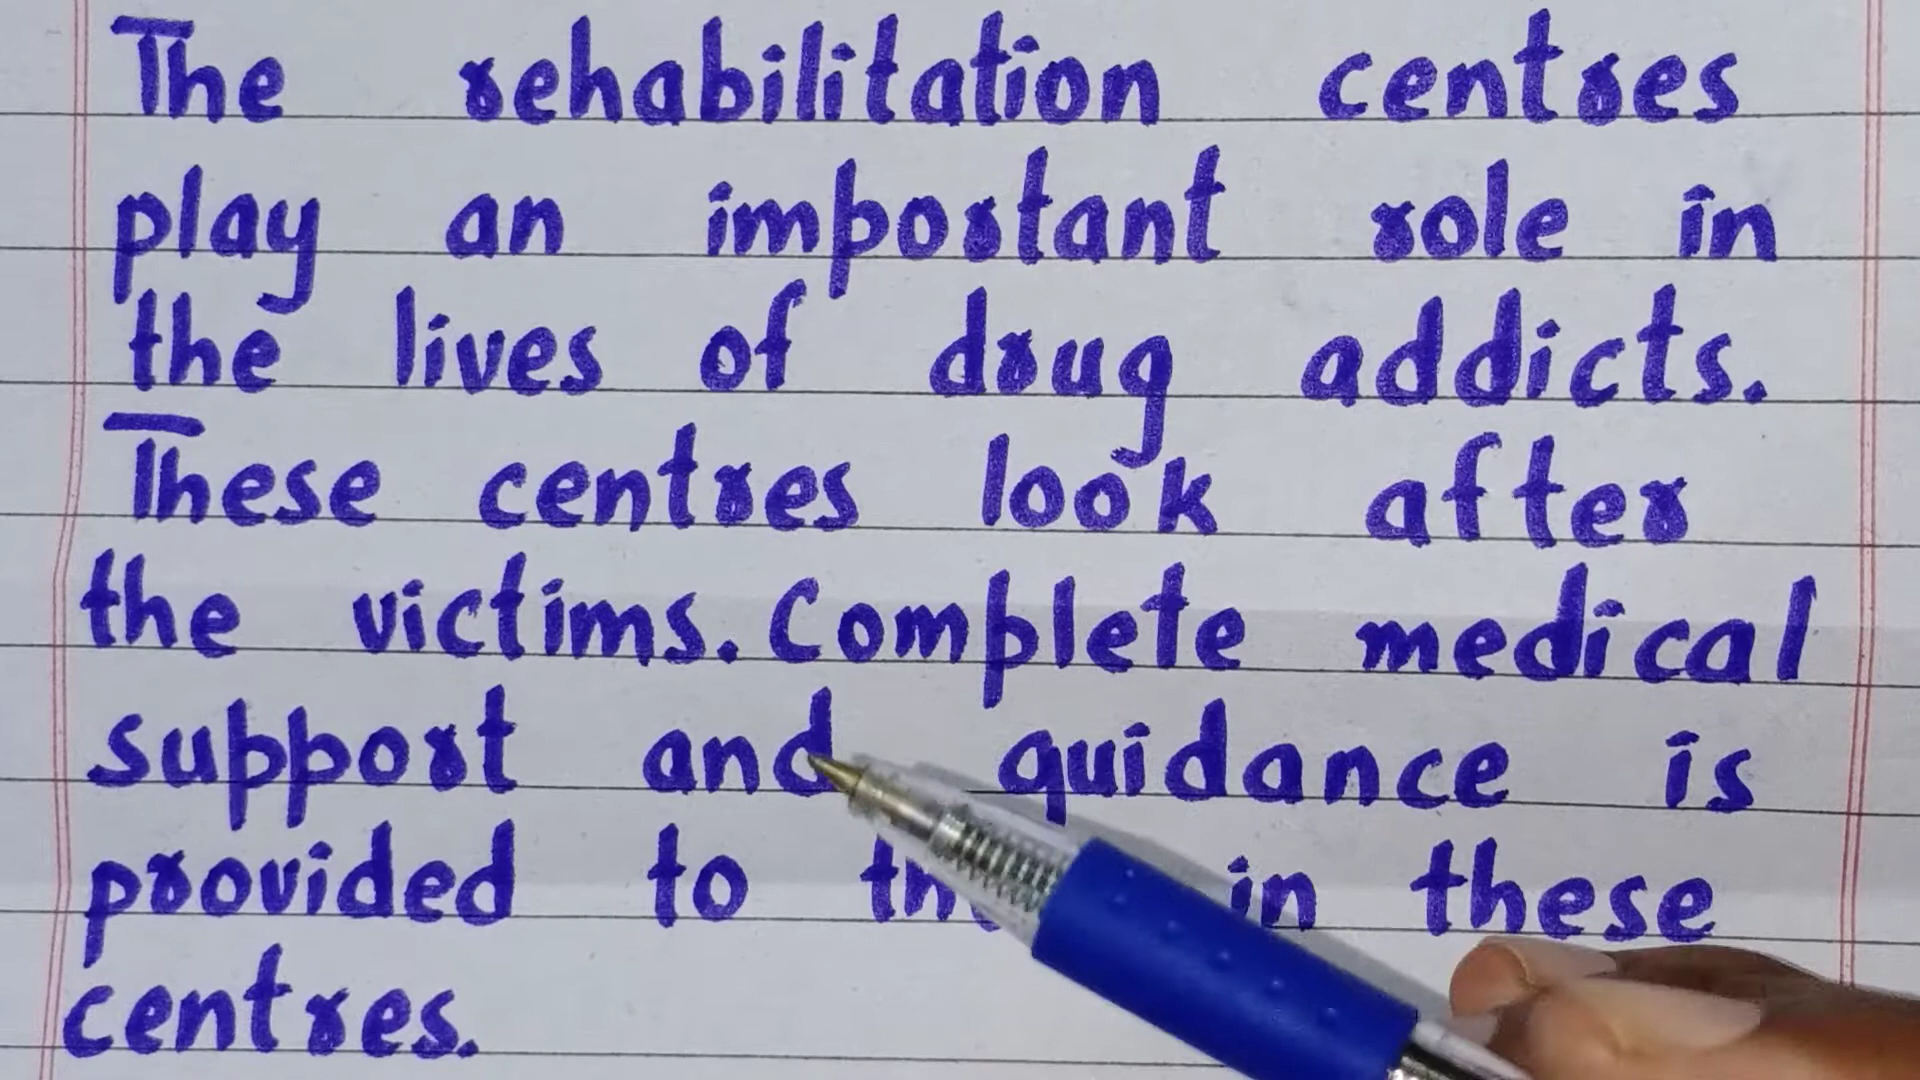 The rehabilitation centres
play an important role in
the lives of drug addicts.
These centres look after
the victims. Complete medical
support and guidance is
provided to in these
centres.